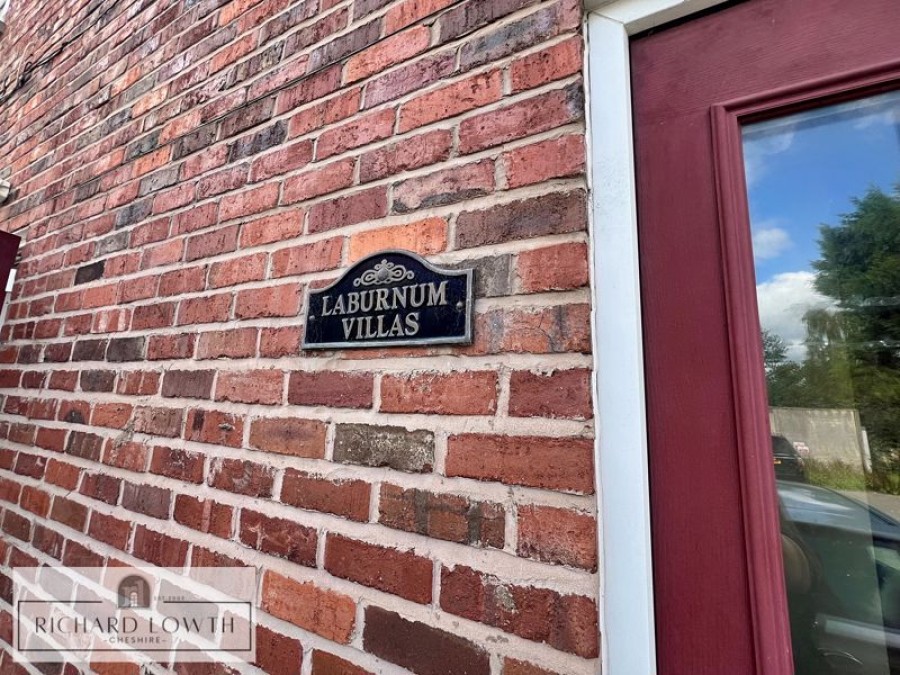 LABURNUM
VILLAS
RICHARD LOWTH
-CHESHIRE-